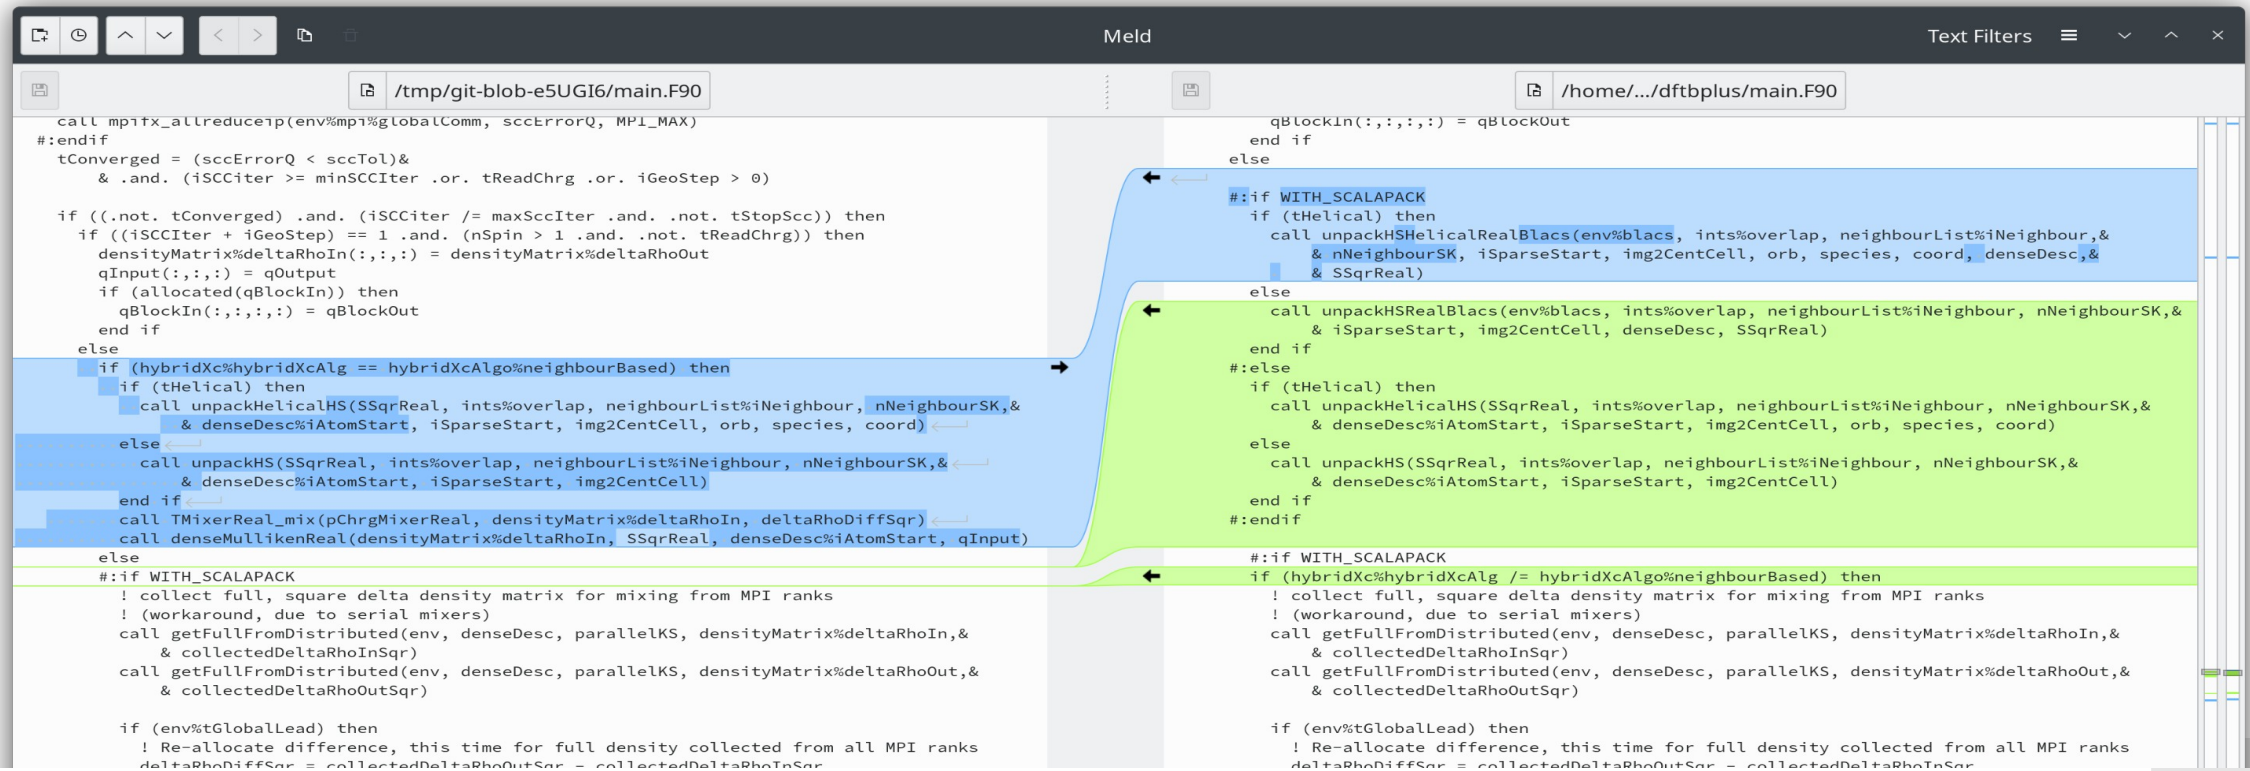 Meld
Text Filters
/tmp/git-blob-e5UGI6/main.F90
call mpifx_allreduceip(env%mpi%globalComm, sccErrorQ, MPI_MAX)
#:endif
tConverged = (sccErrorQ < sccTol)&
& .and. (iSCCiter >= minSCCIter .or. tReadChrg .or. iGeoStep > 0)
if ((.not. tConverged) .and. (iSCCiter /= maxSccIter .and. .not. tStopScc)) then
if ((iSCCIter + iGeoStep) == 1 .and. (nSpin > 1 .and. .not. tReadChrg)) then
densityMatrix%deltaRhoIn(:,:,:) = densityMatrix%deltaRhoOut
qInput(:,:,:) = qOutput
if (allocated(qBlockIn)) then
qBlockIn(:,:,:,:) = qBlockOut
end if
else
if (hybridXc%hybridXcAlg == hybridXcAlgo%neighbourBased) then
if (tHelical) then
call unpackHelicalHS(SSqrReal, ints%overlap, neighbourList%iNeighbour, nNeighbourSK,&
& denseDesc%iAtomStart, iSparseStart, img2CentCell, orb, species, coord)
else
call unpackHS(SSqrReal, ints%overlap, neighbourList%iNeighbour, nNeighbourSK,&
& denseDesc%iAtomStart, iSparseStart, img2CentCell)
end if
call TMixerReal_mix(pChrgMixerReal, densityMatrix%deltaRhoIn, deltaRhoDiffSqr)
call denseMullikenReal(densityMatrix%deltaRhoIn, SSqrReal, denseDesc%iAtomStart, qInput)
else
#:if WITH_SCALAPACK
! collect full, square delta density matrix for mixing from MPI ranks
! (workaround, due to serial mixers)
call getFullFromDistributed(env, denseDesc, parallelKS, densityMatrix%deltaRhoIn,&
& collectedDeltaRhoInSqr)
call getFullFromDistributed(env, denseDesc, parallelKS, densityMatrix%deltaRhoOut,&
& collectedDeltaRhoOutSqr)
if (env%tGlobalLead) then
! Re-allocate difference, this time for full density collected from all MPI ranks
deltaRhoDiffSqr = collectedDeltaRhoOutSqr - collectedDeltaRhoInSqr
/home/.../dftbplus/main.F90
qBlockIn(:,:,:,:) = qBlockOut
end if
else
#:if WITH_SCALAPACK
if (tHelical) then
call unpackHSHelicalRealBlacs(env%blacs, ints%overlap, neighbourList%iNeighbour,&
& nNeighbourSK, iSparseStart, img2CentCell, orb, species, coord, denseDesc,&
& SSqrReal)
else
call unpackHSRealBlacs(env%blacs, ints%overlap, neighbourList%iNeighbour, nNeighbourSK,&
& iSparseStart, img2CentCell, denseDesc, SSqrReal)
end if
#:else
if (tHelical) then
call unpackHelicalHS(SSqrReal, ints%overlap, neighbourList%iNeighbour, nNeighbourSK,&
& denseDesc%iAtomStart, iSparseStart, img2CentCell, orb, species, coord)
else
call unpackHS(SSqrReal, ints%overlap, neighbourList%iNeighbour, nNeighbourSK,&
& denseDesc%iAtomStart, iSparseStart, img2CentCell)
end if
#:endif
#:if WITH_SCALAPACK
if (hybridXc%hybridXcAlg /= hybridXcAlgo%neighbourBased) then
! collect full, square delta density matrix for mixing from MPI ranks
! (workaround, due to serial mixers)
call getFullFromDistributed(env, denseDesc, parallelKS, densityMatrix%deltaRhoIn,&
& collectedDeltaRhoInSqr)
call getFullFromDistributed(env, denseDesc, parallelKS, densityMatrix%deltaRhoOut,&
& collectedDeltaRhoOutSqr)
if (env%tGlobalLead) then
! Re-allocate difference, this time for full density collected from all MPI ranks
deltaRhoDiffSqr = collectedDeltaRhoOutSqr - collectedDeltaRhoInSqr